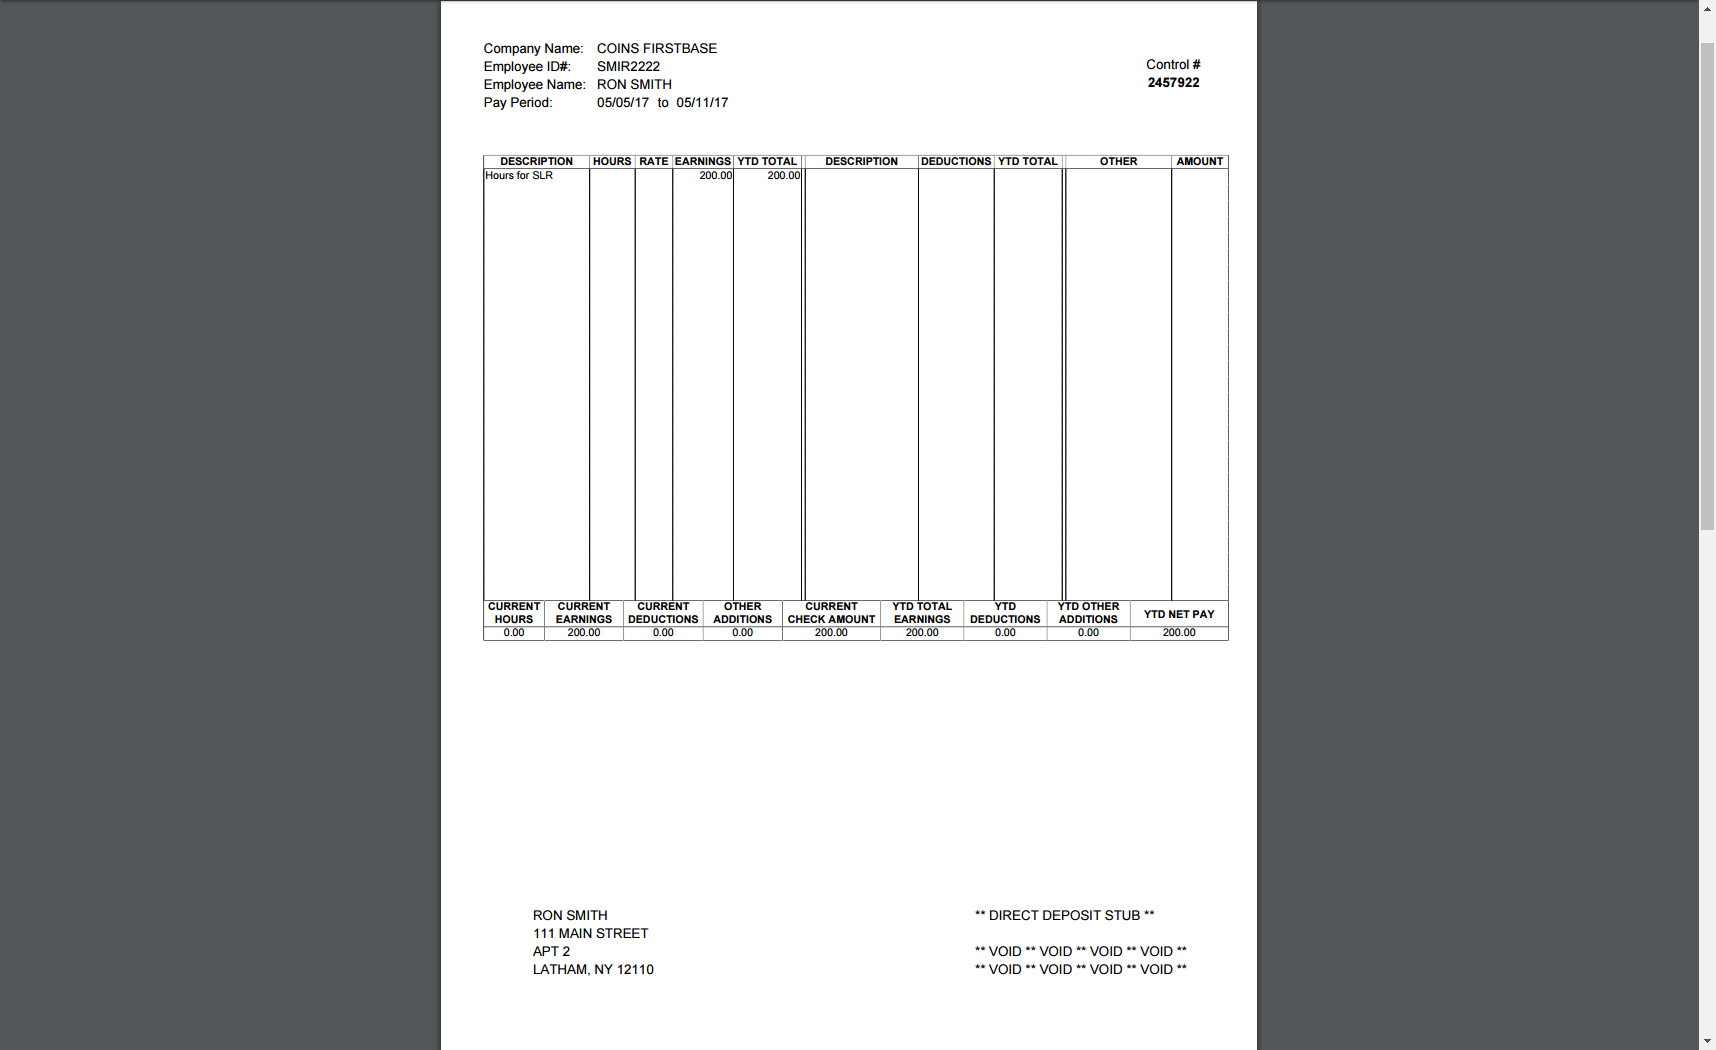 Company Name: COINS FIRSTBASE
Employee ID#: SMIR2222
Employee Name: RON SMITH
Pay Period: 05/05/17 to 05/11/17
Control #
2457922
DESCRIPTION HOURS RATE EARNINGS YTD TOTAL DESCRIPTION DEDUCTIONS YTD TOTAL OTHER AMOUNT
Hours for SLR 200.00 200.00
CURRENT HOURS CURRENT EARNINGS CURRENT DEDUCTIONS OTHER ADDITIONS CURRENT CHECK AMOUNT YTD TOTAL EARNINGS YTD DEDUCTIONS YTD OTHER ADDITIONS YTD NET PAY
0.00 200.00 0.00 0.00 200.00 200.00 0.00 0.00 200.00
RON SMITH
111 MAIN STREET
APT 2
LATHAM, NY 12110
** DIRECT DEPOSIT STUB **
** VOID ** VOID ** VOID ** VOID **
** VOID ** VOID ** VOID ** VOID **